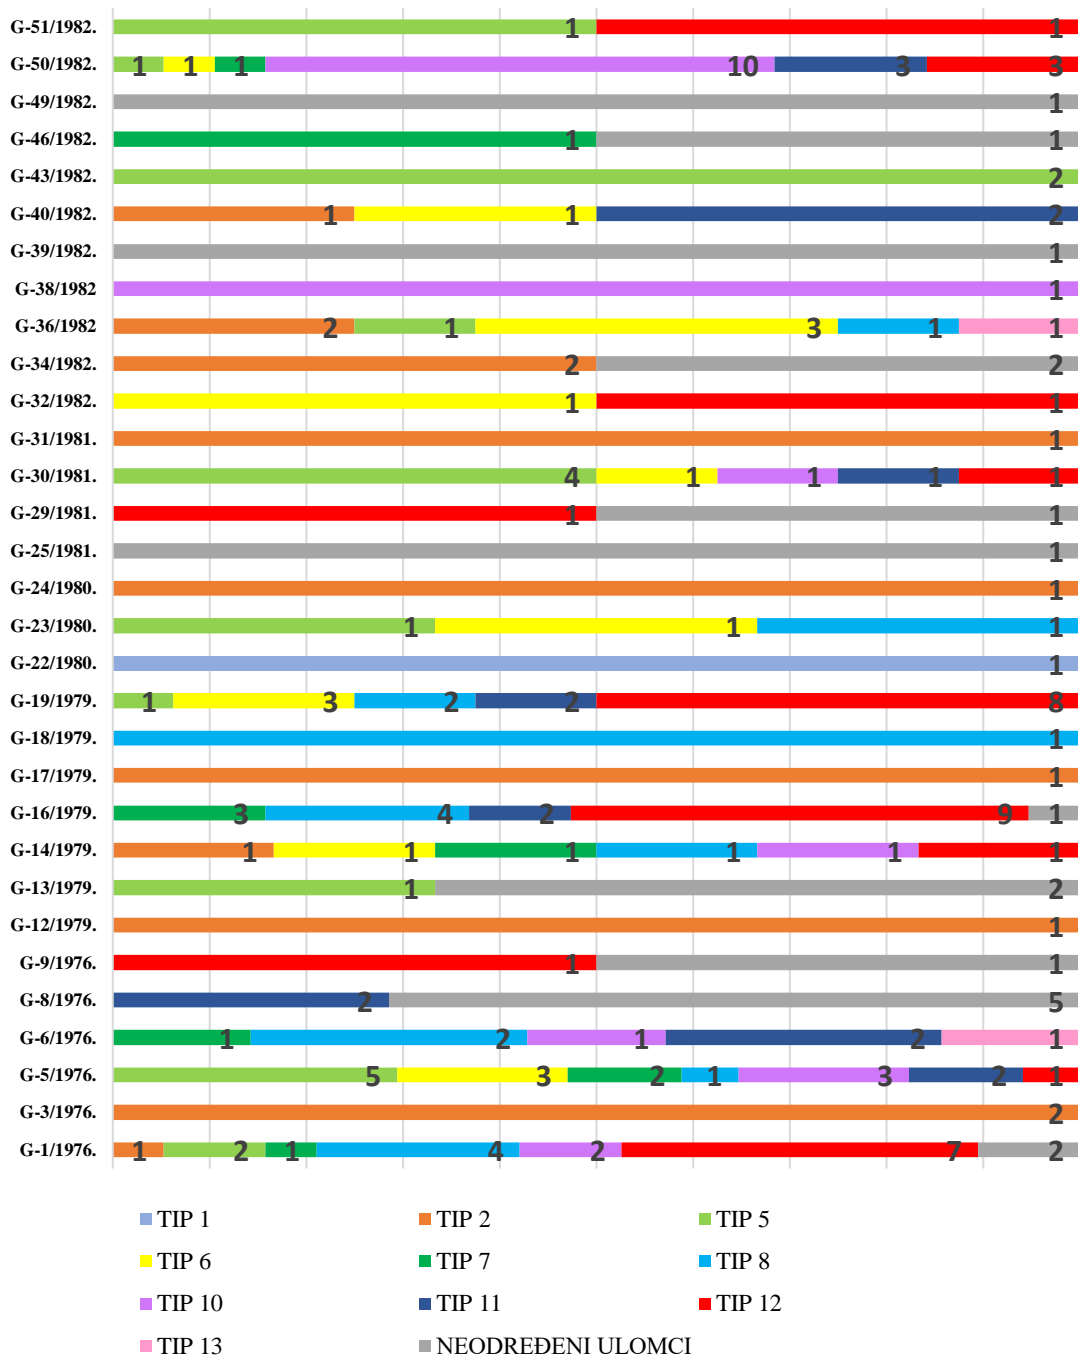 G-51/1982. 1 1
G-50/1982. 1 1 1 10 3 3
G-49/1982. 1
G-46/1982. 1 1
G-43/1982. 2
G-40/1982. 1 1 2
G-39/1982. 1
G-38/1982 1
G-36/1982 2 1 3 1 1
G-34/1982. 2 2
G-32/1982. 1 1
G-31/1981. 1
G-30/1981. 4 1 1 1 1
G-29/1981. 1 1
G-25/1981. 1
G-24/1980. 1
G-23/1980. 1 1 1
G-22/1980. 1
G-19/1979. 1 3 2 2 8
G-18/1979. 1
G-17/1979. 1
G-16/1979. 3 4 2 9 1
G-14/1979. 1 1 1 1 1 1
G-13/1979. 1 2
G-12/1979. 1
G-9/1976. 1 1
G-8/1976. 2 5
G-6/1976. 1 2 1 2 1
G-5/1976. 5 3 2 1 3 2 1
G-3/1976. 2
G-1/1976. 1 2 1 4 2 7 2
TIP 1 TIP 2 TIP 5
TIP 6 TIP 7 TIP 8
TIP 10 TIP 11 TIP 12
TIP 13 NEODREĐENI ULOMCI